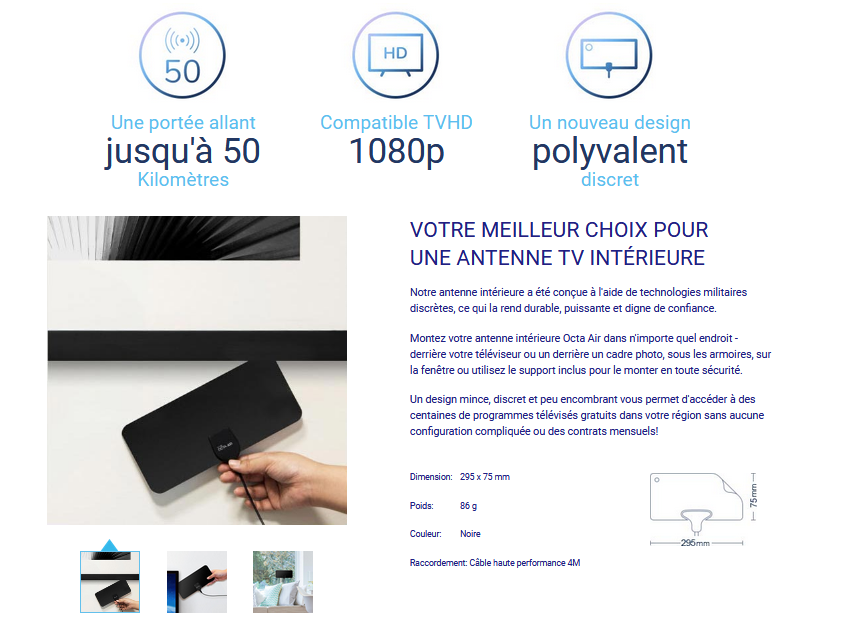 50
HD
Une portée allant
jusqu'à 50
Kilomètres
Compatible TVHD
1080p
Un nouveau design
polyvalent
discret
VOTRE MEILLEUR CHOIX POUR
UNE ANTENNE TV INTÉRIEURE
Notre antenne intérieure a été conçue à l'aide de technologies militaires
discrètes, ce qui la rend durable, puissante et digne de confiance.
Montez votre antenne intérieure Octa Air dans n'importe quel endroit -
derrière votre téléviseur ou un derrière un cadre photo, sous les armoires, sur
la fenêtre ou utilisez le support inclus pour le monter en toute sécurité.
Un design mince, discret et peu encombrant vous permet d'accéder à des
centaines de programmes télévisés gratuits dans votre région sans aucune
configuration compliquée ou des contrats mensuels!
Dimension: 295 x 75 mm
Poids: 86 g
Couleur: Noire
Raccordement: Câble haute performance 4M
75mm
295mm